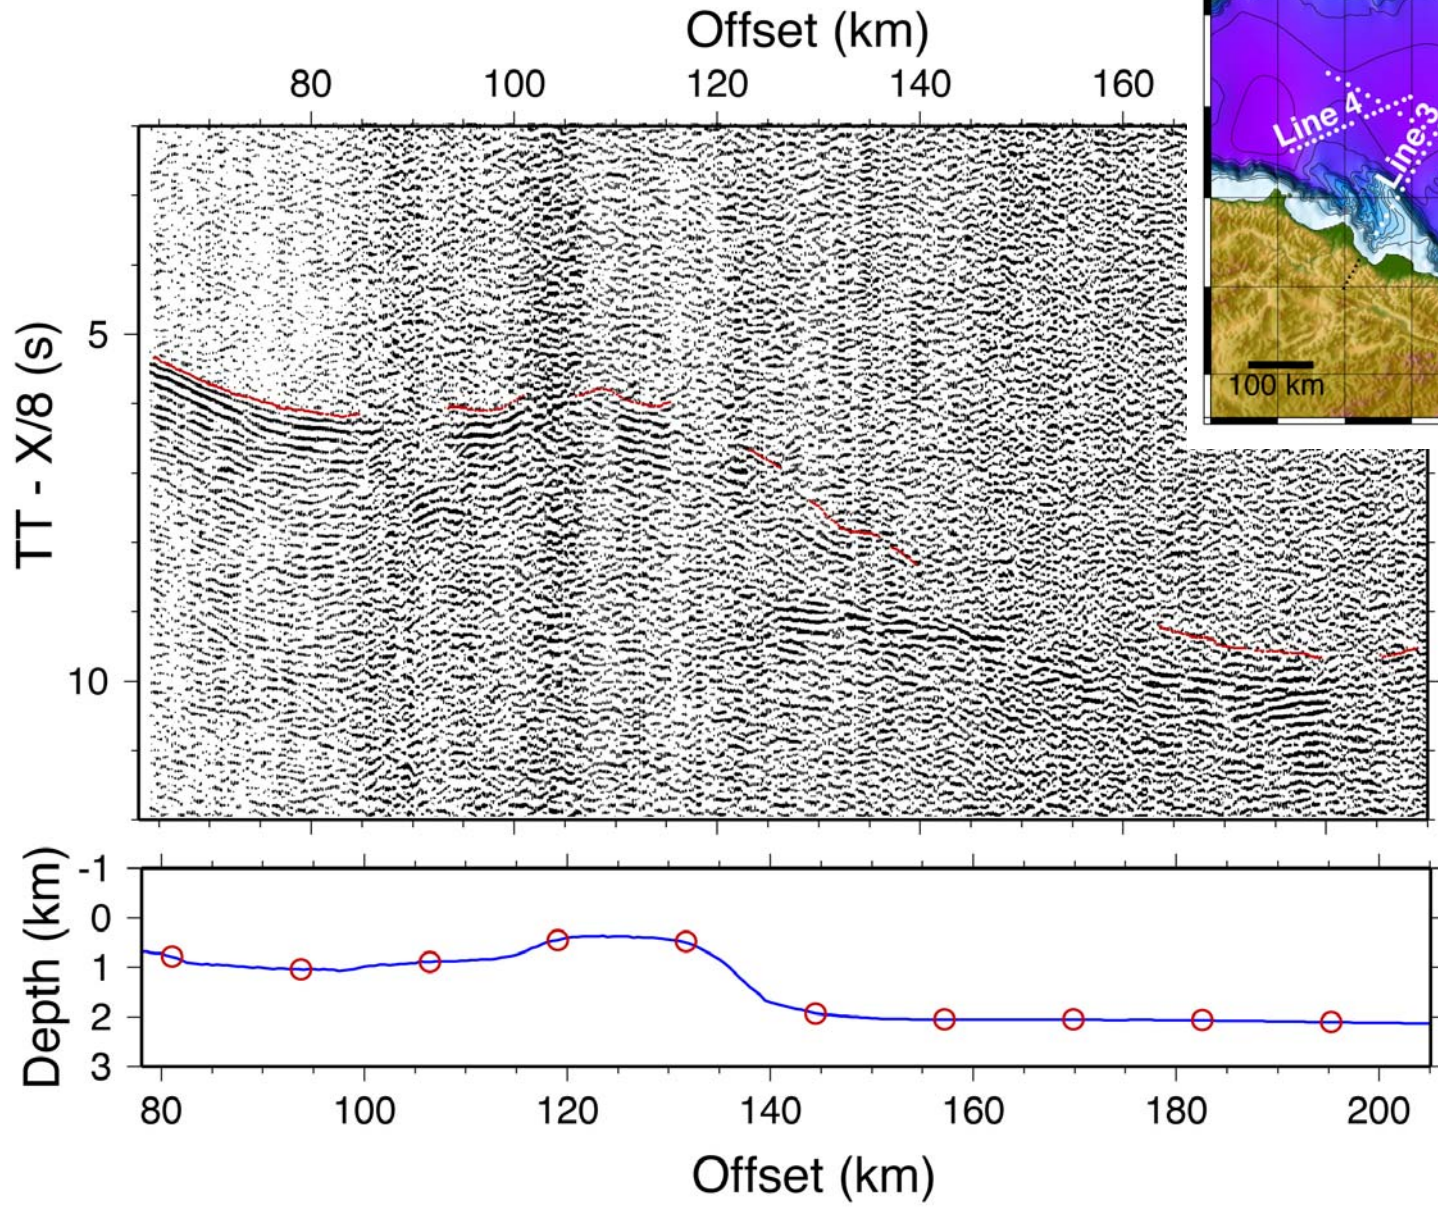 Offset (km)
80 100 120 140 160
Line 4
Line 3
5
TT - X/8 (s)
100 km
10
-1
0
1
2
3
Depth (km)
80 100 120 140 160 180 200
Offset (km)